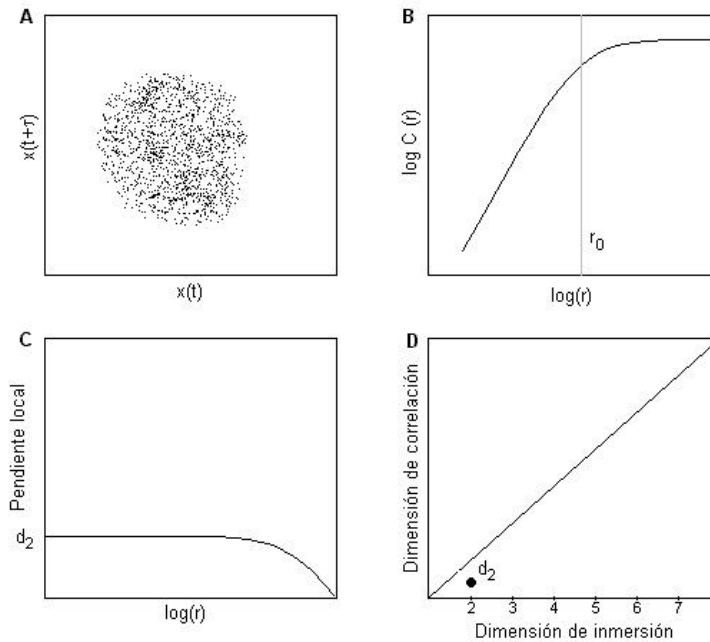 A
x(t+r)
x(t)
B
log C (r)
r0
log(r)
C
Pendiente local
d2
log(r)
D
Dimensión de correlación
d2
2 3 4 5 6 7
Dimensión de inmersión